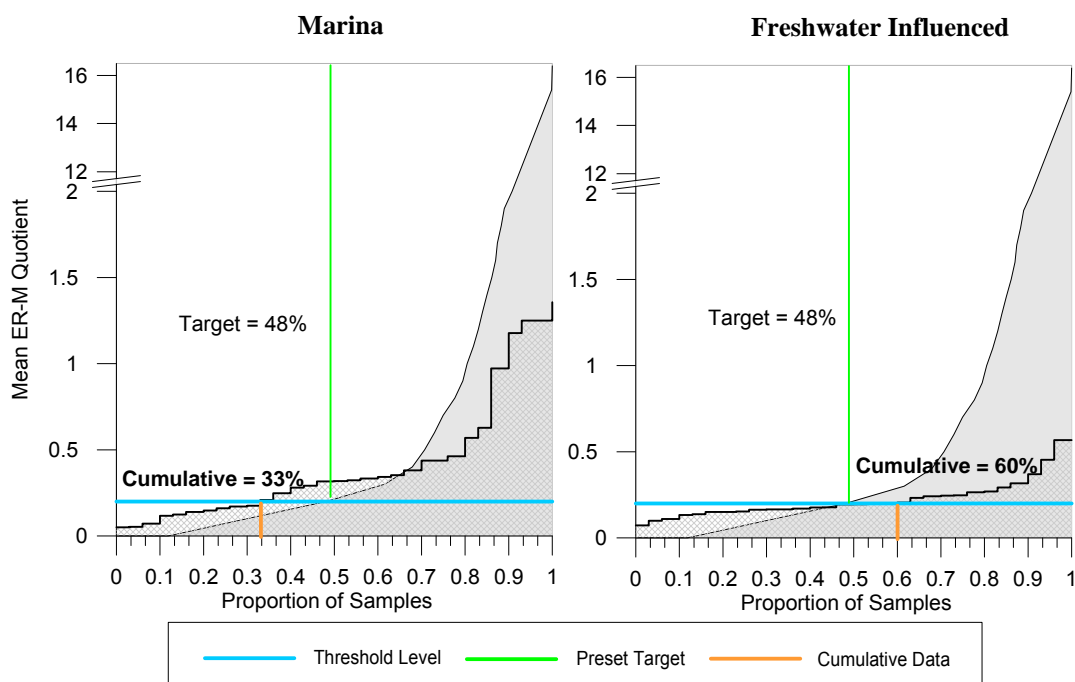 Marina
Freshwater Influenced
Mean ER-M Quotient
16
14
12
2
1.5
1
0.5
0
Target = 48%
Cumulative = 33%
0 0.1 0.2 0.3 0.4 0.5 0.6 0.7 0.8 0.9 1
Proportion of Samples
16
14
12
2
1.5
1
0.5
0
Target = 48%
Cumulative = 60%
0 0.1 0.2 0.3 0.4 0.5 0.6 0.7 0.8 0.9 1
Proportion of Samples
Threshold Level Preset Target Cumulative Data